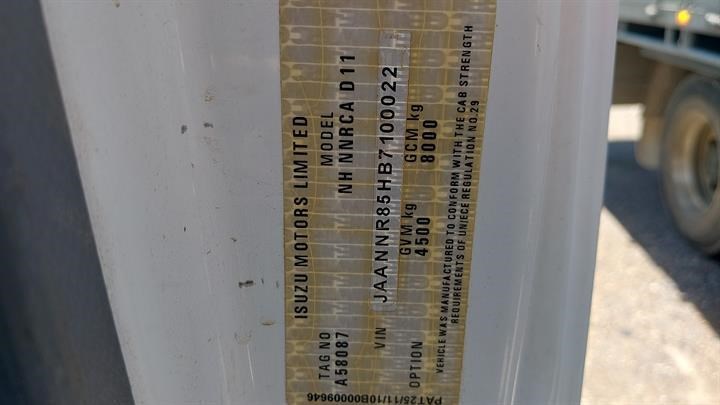 ISUZU MOTORS LIMITED
TAG NO MODEL
A58087 NH NNRCA D11
VIN JAANNR85HB7100022
OPTION GVM kg GCM kg
4500 8000
VEHICLE WAS MANUFACTURED TO CONFORM WITH THE CAB STRENGTH
REQUIREMENTS OF UNIECE REGULATION NO.29
PAT25/11/10B00009646